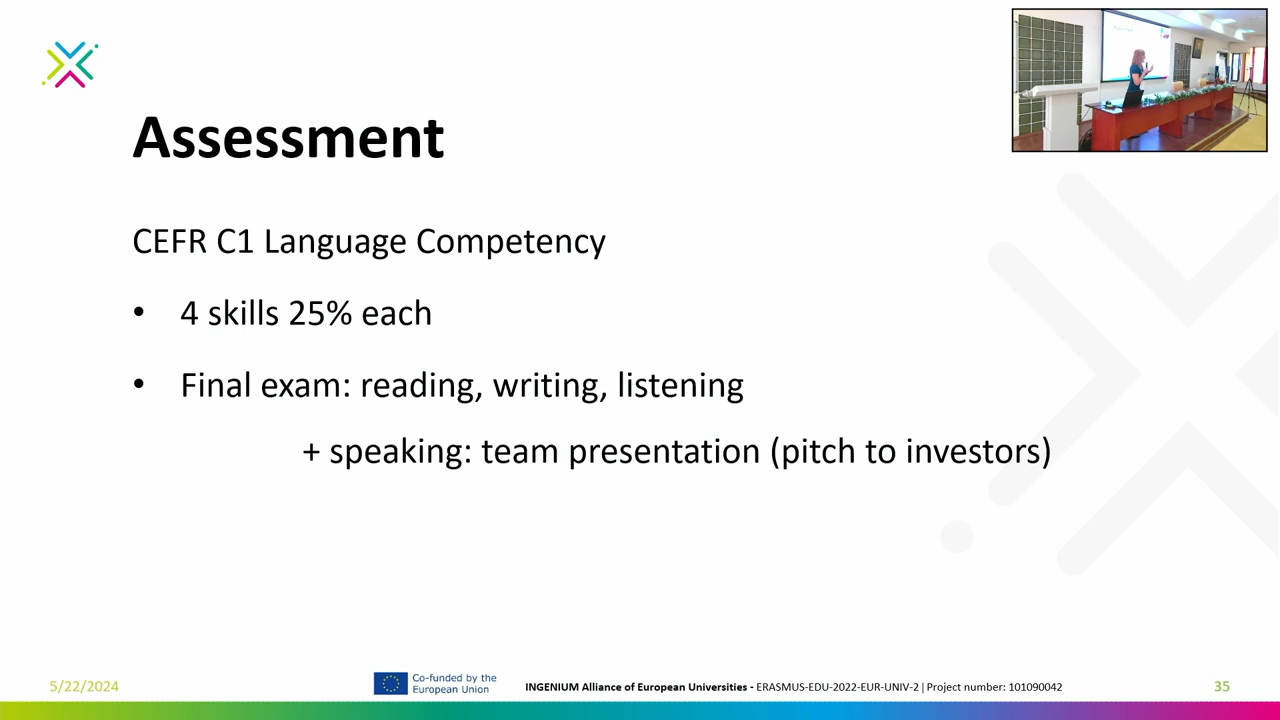 Assessment
CEFR C1 Language Competency
• 4 skills 25% each
• Final exam: reading, writing, listening
+ speaking: team presentation (pitch to investors)
5/22/2024
Co-funded by the
European Union
INGENIUM Alliance of European Universities - ERASMUS-EDU-2022-EUR-UNIV-2 | Project number: 101090042
35